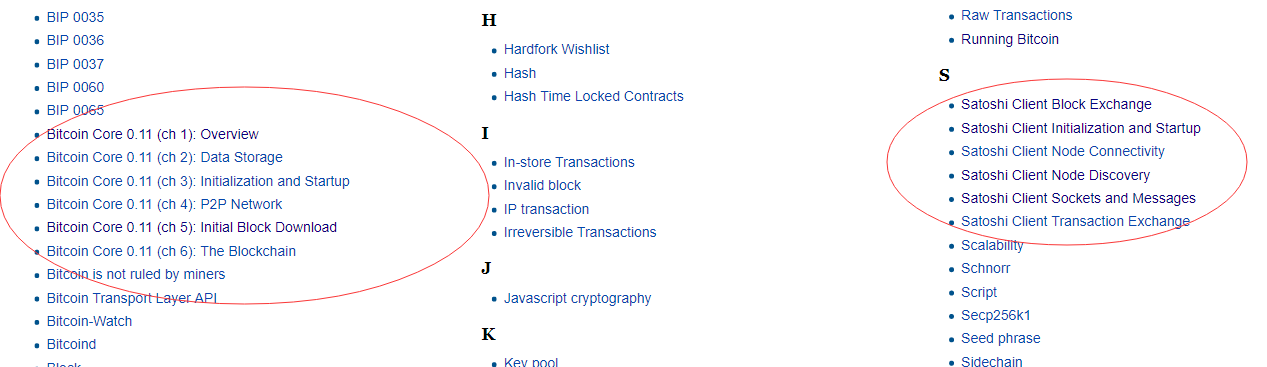 BIP 0035
BIP 0036
BIP 0037
BIP 0060
BIP 0065
Bitcoin Core 0.11 (ch 1): Overview
Bitcoin Core 0.11 (ch 2): Data Storage
Bitcoin Core 0.11 (ch 3): Initialization and Startup
Bitcoin Core 0.11 (ch 4): P2P Network
Bitcoin Core 0.11 (ch 5): Initial Block Download
Bitcoin Core 0.11 (ch 6): The Blockchain
Bitcoin is not ruled by miners
Bitcoin Transport Layer API
Bitcoin-Watch
Bitcoind
Block
H
Hardfork Wishlist
Hash
Hash Time Locked Contracts
I
In-store Transactions
Invalid block
IP transaction
Irreversible Transactions
J
Javascript cryptography
K
Key pool
Raw Transactions
Running Bitcoin
S
Satoshi Client Block Exchange
Satoshi Client Initialization and Startup
Satoshi Client Node Connectivity
Satoshi Client Node Discovery
Satoshi Client Sockets and Messages
Satoshi Client Transaction Exchange
Scalability
Schnorr
Script
Secp256k1
Seed phrase
Sidechain